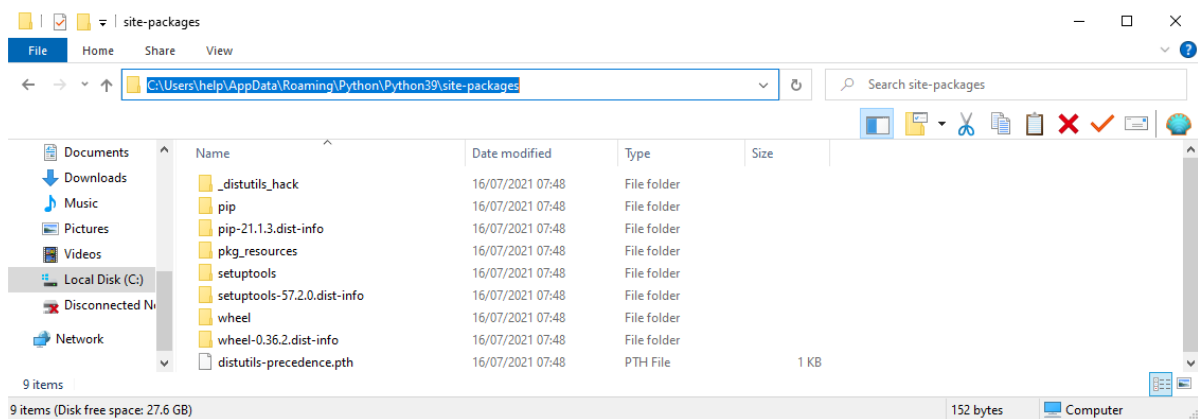 site-packages
File Home Share View
C:\Users\help\AppData\Roaming\Python\Python39\site-packages
Search site-packages
Documents
Downloads
Music
Pictures
Videos
Local Disk (C:)
Disconnected Ne
Network
Name Date modified Type Size
_distutils_hack 16/07/2021 07:48 File folder
pip 16/07/2021 07:48 File folder
pip-21.1.3.dist-info 16/07/2021 07:48 File folder
pkg_resources 16/07/2021 07:48 File folder
setuptools 16/07/2021 07:48 File folder
setuptools-57.2.0.dist-info 16/07/2021 07:48 File folder
wheel 16/07/2021 07:48 File folder
wheel-0.36.2.dist-info 16/07/2021 07:48 File folder
distutils-precedence.pth 16/07/2021 07:48 PTH File 1 KB
9 items
9 items (Disk free space: 27.6 GB) 152 bytes Computer